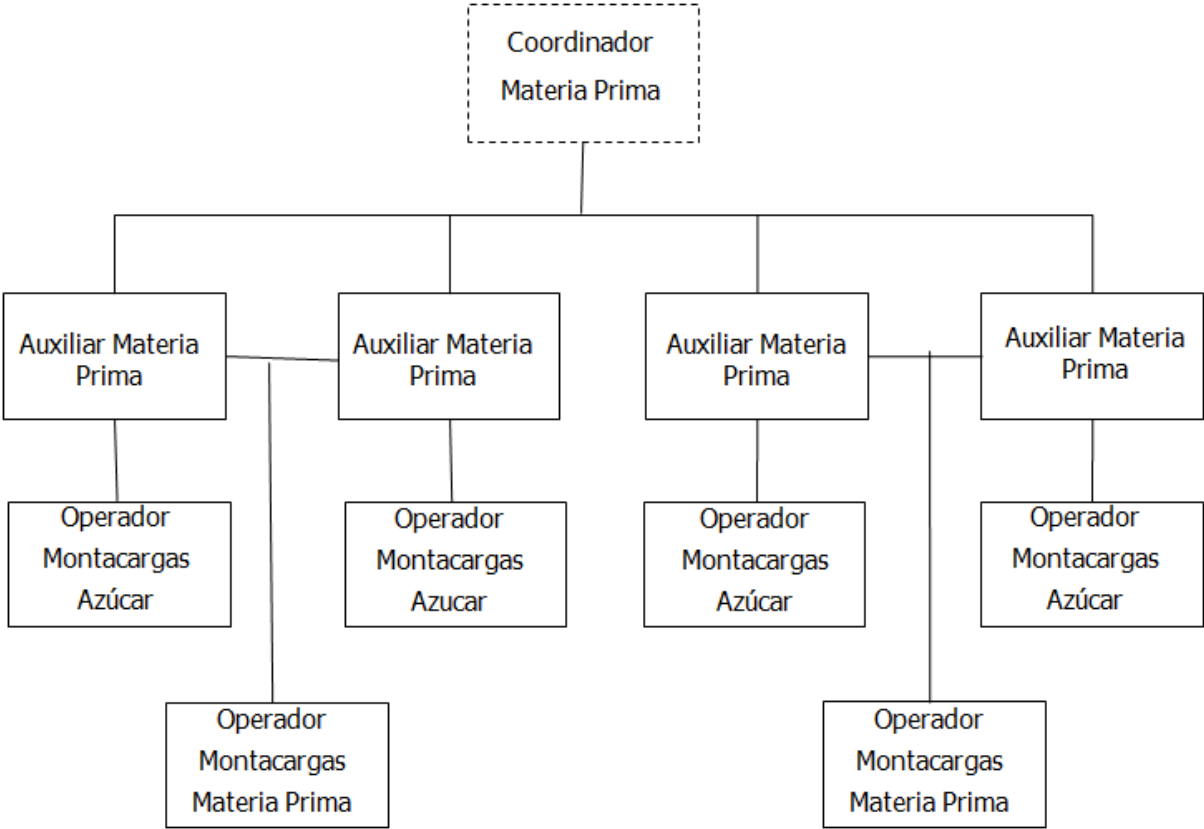 Coordinador
Materia Prima
Auxiliar Materia
Prima
Auxiliar Materia
Prima
Auxiliar Materia
Prima
Auxiliar Materia
Prima
Operador
Montacargas
Azúcar
Operador
Montacargas
Azucar
Operador
Montacargas
Azúcar
Operador
Montacargas
Azúcar
Operador
Montacargas
Materia Prima
Operador
Montacargas
Materia Prima